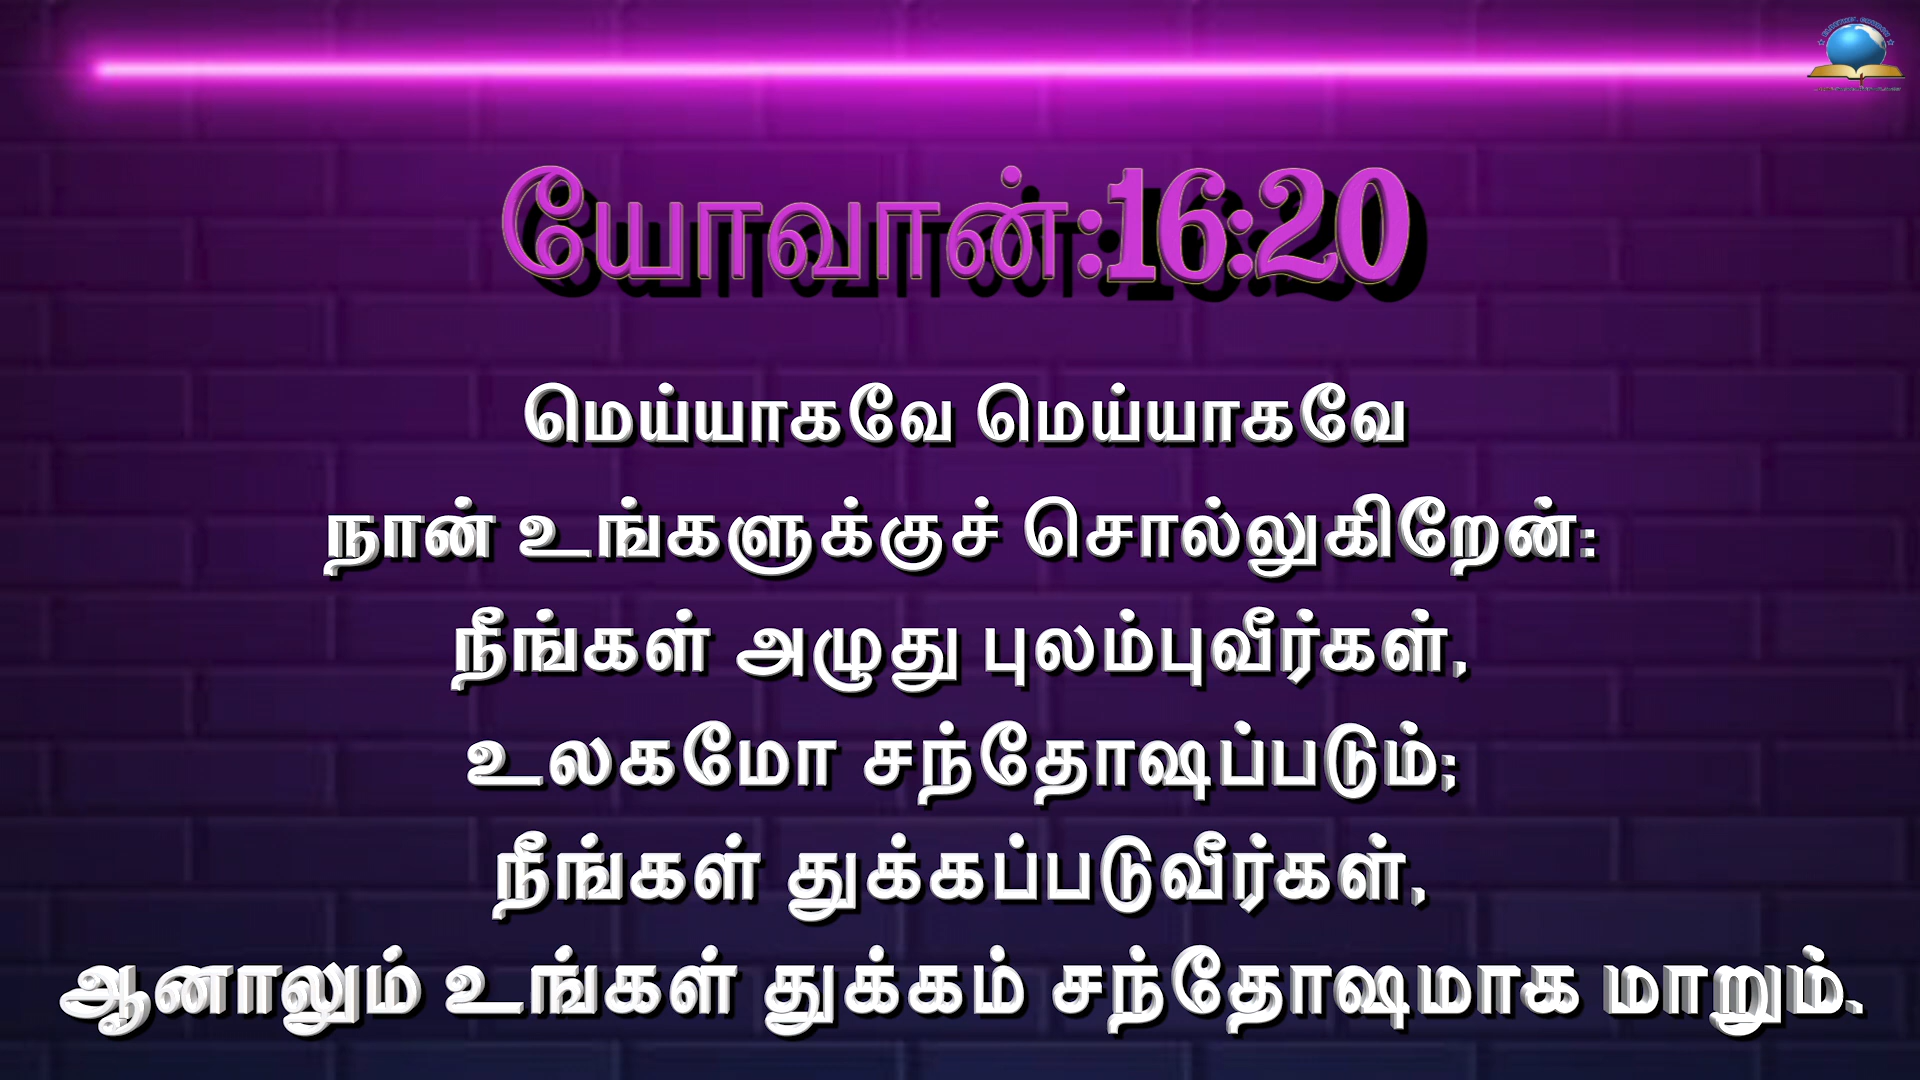 யோவான்:16:20
மெய்யாகவே மெய்யாகவே
நான் உங்களுக்குச் சொல்லுகிறேன்:
நீங்கள் அழுது புலம்புவீர்கள்,
உலகமோ சந்தோஷப்படும்;
நீங்கள் துக்கப்படுவீர்கள்,
ஆனாலும் உங்கள் துக்கம் சந்தோஷமாக மாறும்.